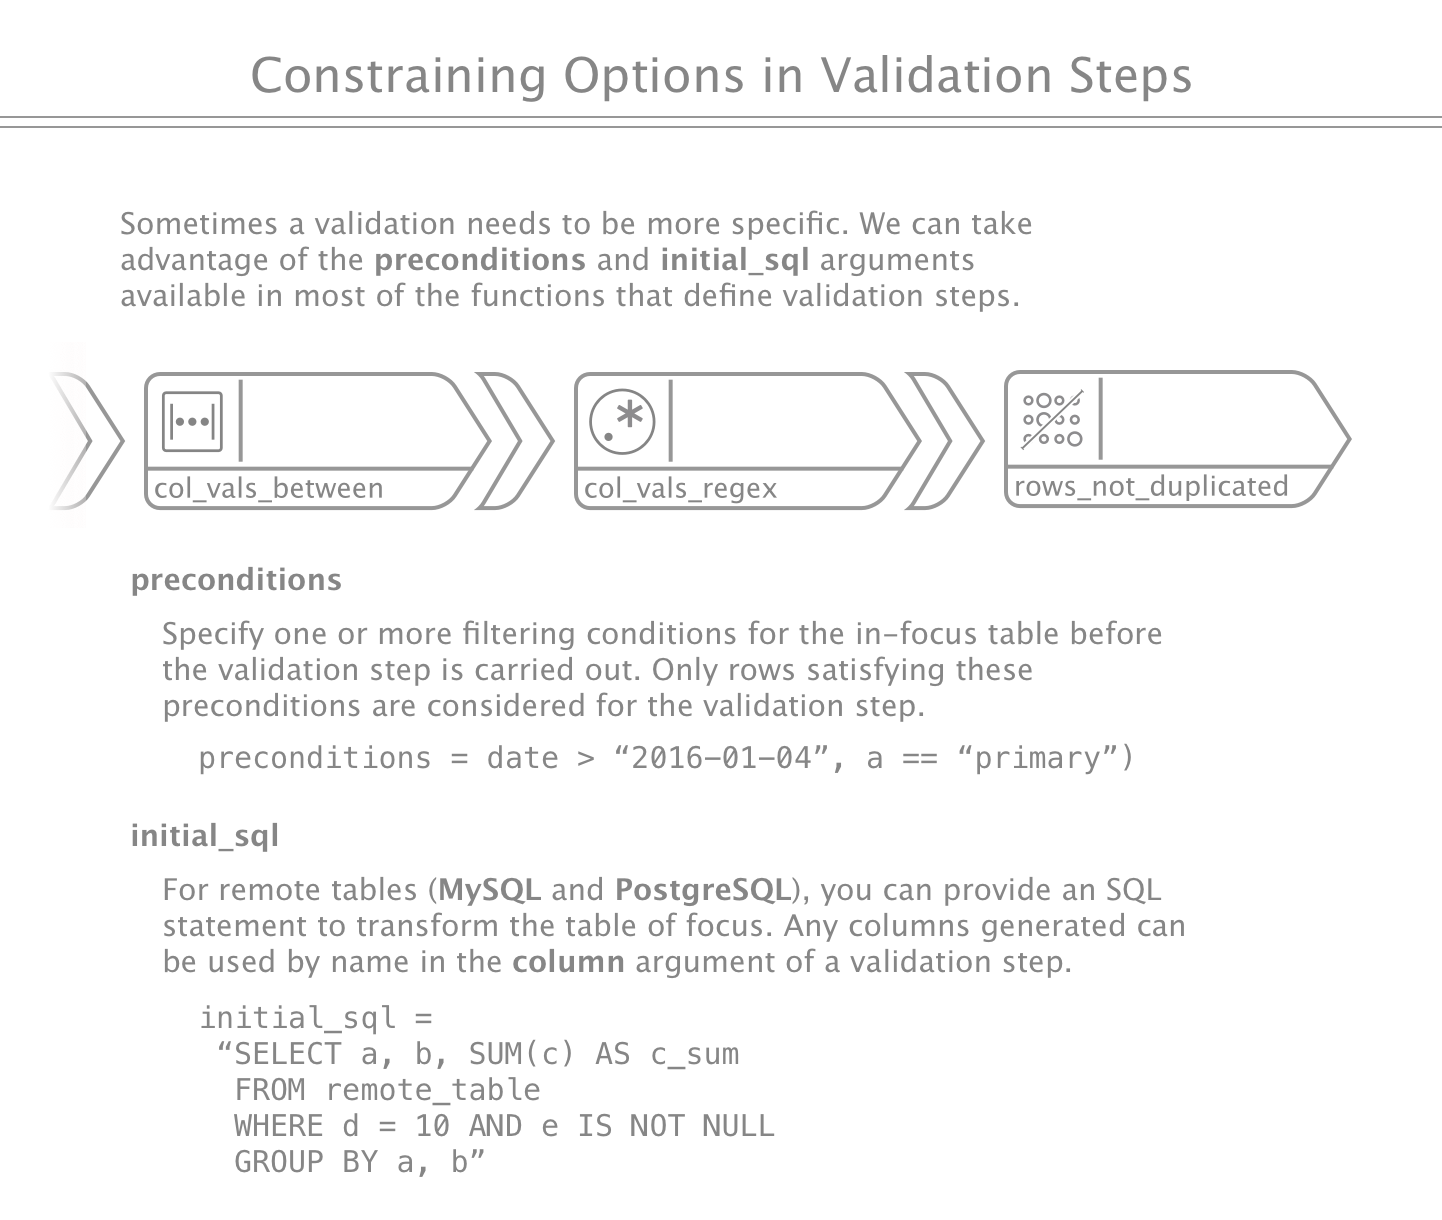 Constraining Options in Validation Steps
Sometimes a validation needs to be more specific. We can take
advantage of the preconditions and initial_sql arguments
available in most of the functions that define validation steps.
col_vals_between
col_vals_regex
rows_not_duplicated
preconditions
Specify one or more filtering conditions for the in-focus table before
the validation step is carried out. Only rows satisfying these
preconditions are considered for the validation step.
preconditions = date > “2016-01-04”, a == “primary”)
initial_sql
For remote tables (MySQL and PostgreSQL), you can provide an SQL
statement to transform the table of focus. Any columns generated can
be used by name in the column argument of a validation step.
initial_sql =
“SELECT a, b, SUM(c) AS c_sum
FROM remote_table
WHERE d = 10 AND e IS NOT NULL
GROUP BY a, b”